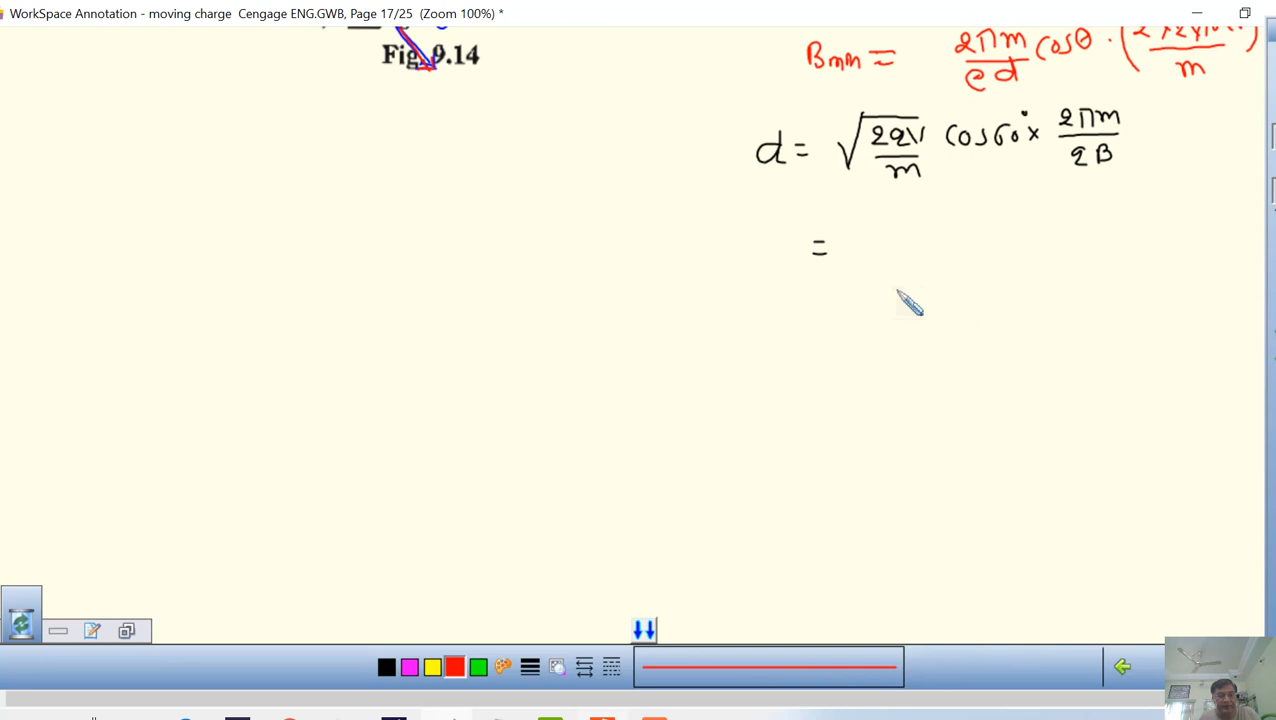 WorkSpace Annotation - moving charge Cengage ENG.GWB, Page 17/25 (Zoom 100%) *
Fig. 9.14
Bmin = 2πm/ed cosθ ·
d = √(2qV/m) cos60° × 2πm/qB
=